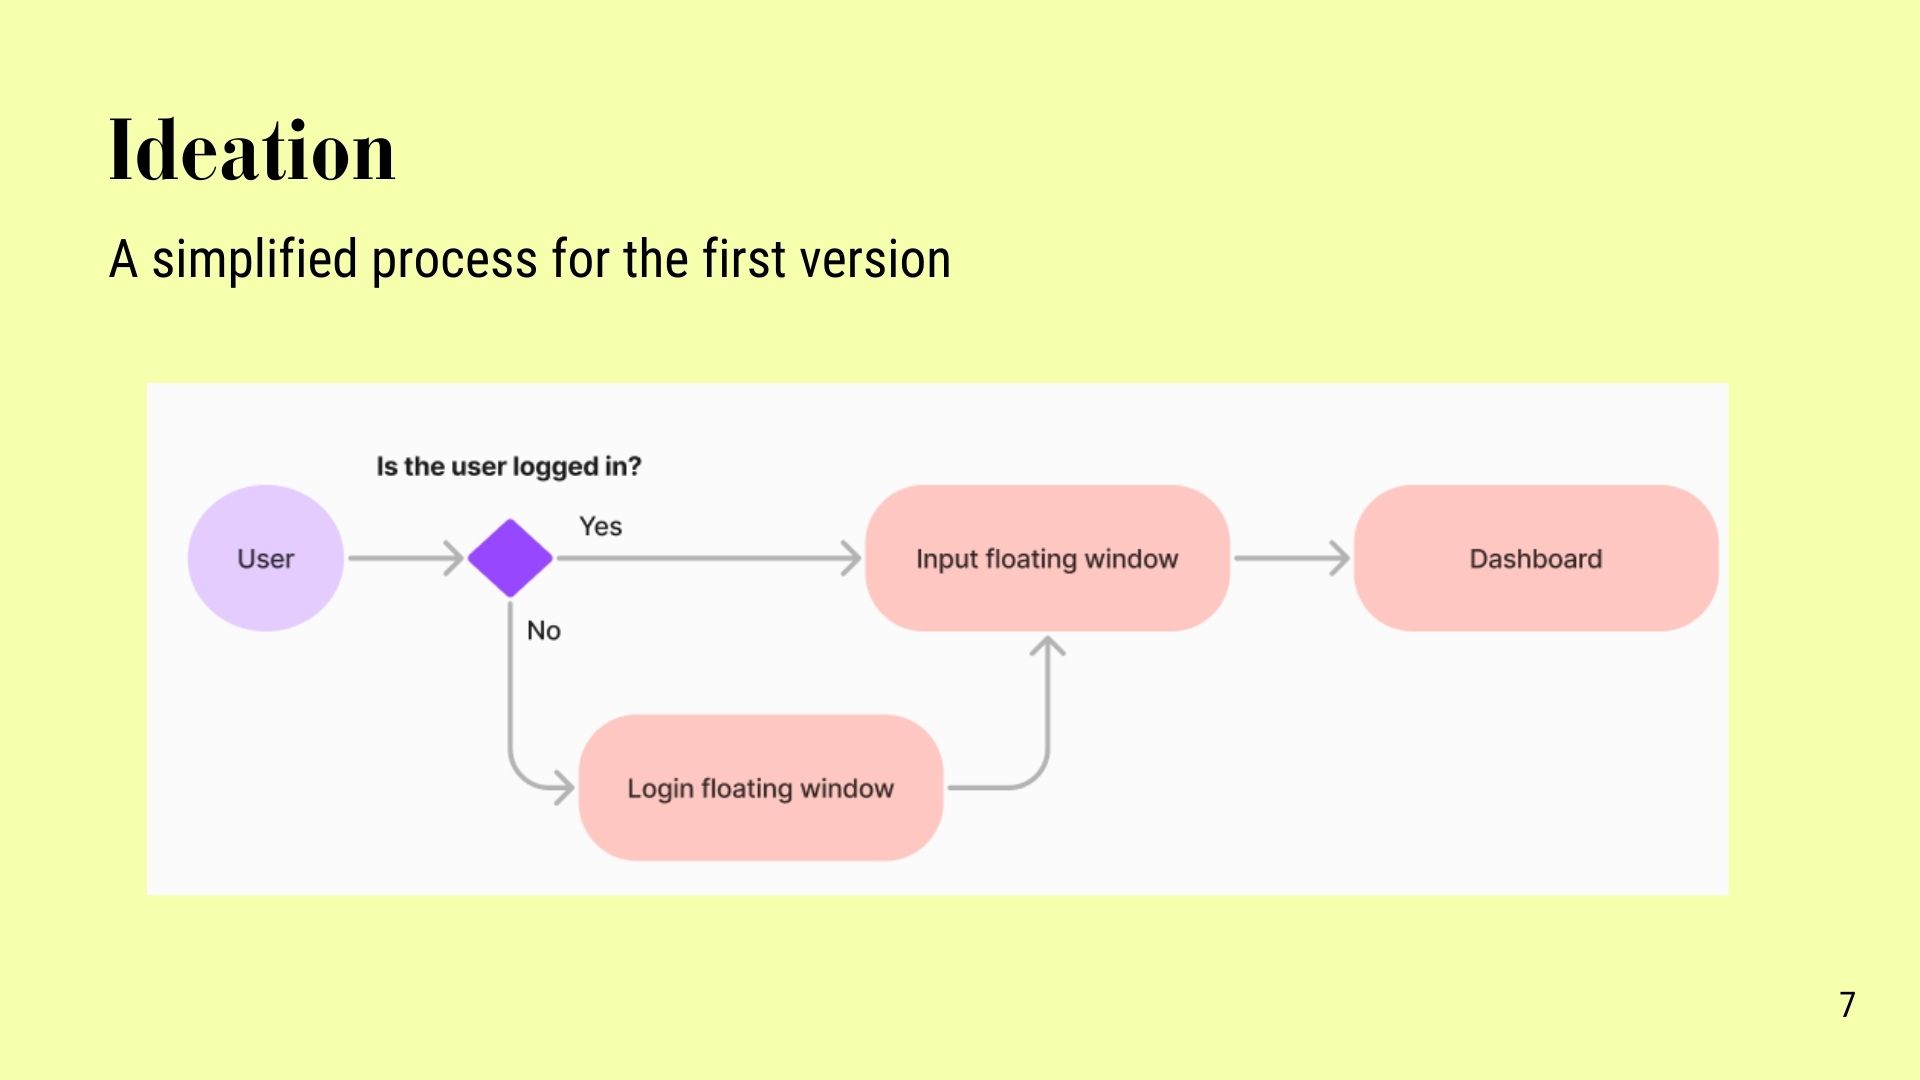 Ideation
A simplified process for the first version
Is the user logged in?
Yes
User
Input floating window
Dashboard
No
Login floating window
7